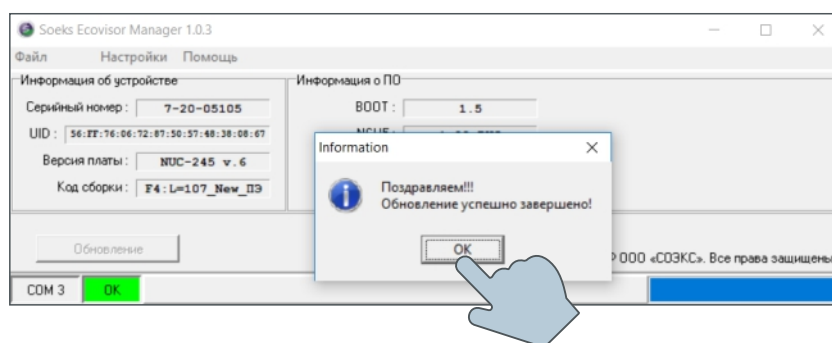 Soeks Ecovisor Manager 1.0.3
Файл Настройки Помощь
Информация об устройстве
Информация о ПО
Серийный номер : 7-20-05105
BOOT : 1.5
UID : 56:FF:76:06:72:87:50:57:48:38:08:67
Версия платы : NUC-245 v.6
Код сборки : F4:L=107_New_ПЭ
Information
Поздравляем!!!
Обновление успешно завершено!
OK
Обновление
ООО «СОЭКС». Все права защищены
COM 3 OK